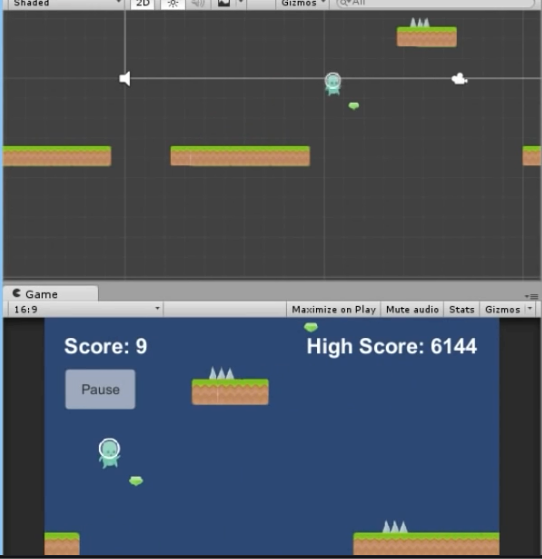 Shaded 2D Gizmos All
Game
16:9 Maximize on Play Mute audio Stats Gizmos
Score: 9 High Score: 6144
Pause